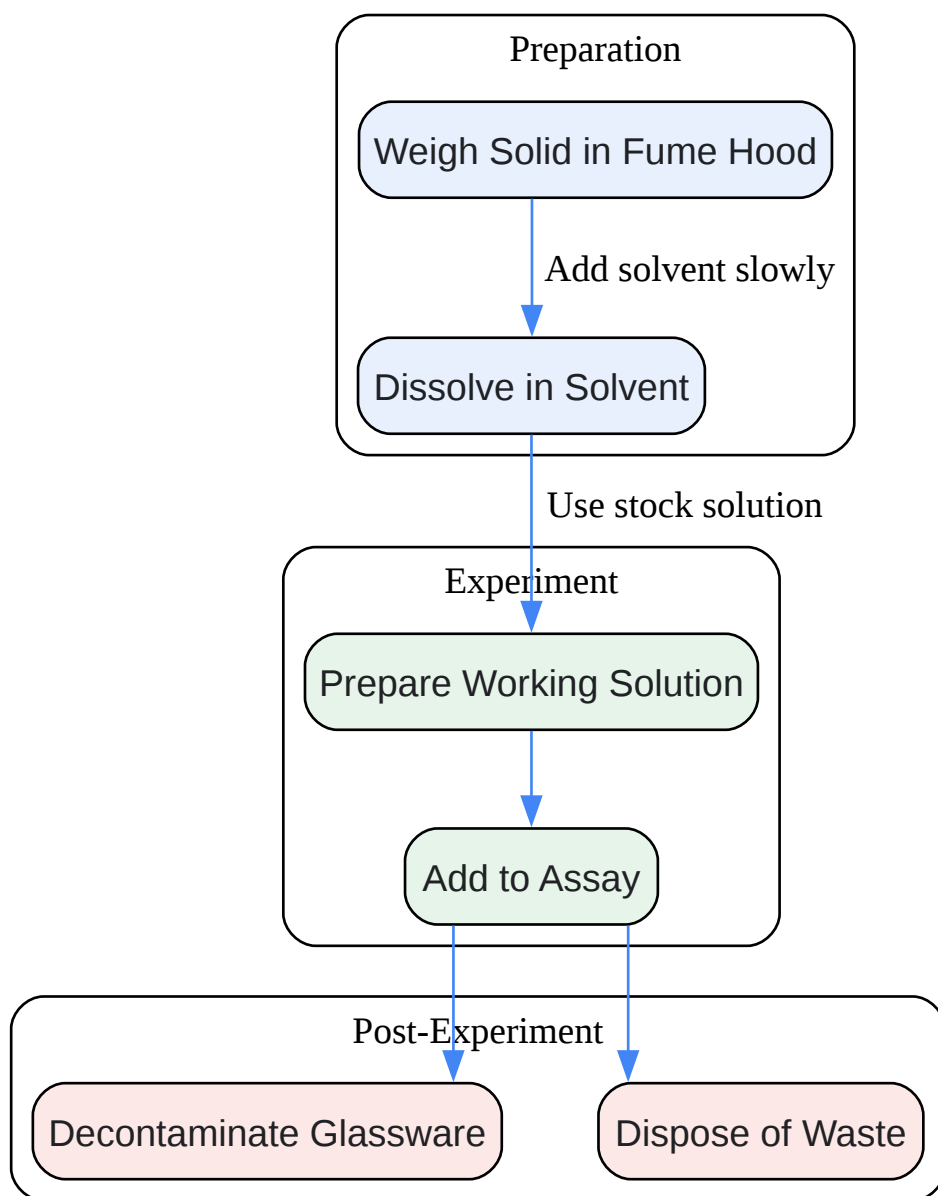 Preparation
Weigh Solid in Fume Hood
Add solvent slowly
Dissolve in Solvent
Use stock solution
Experiment
Prepare Working Solution
Add to Assay
Post-Experiment
Decontaminate Glassware
Dispose of Waste